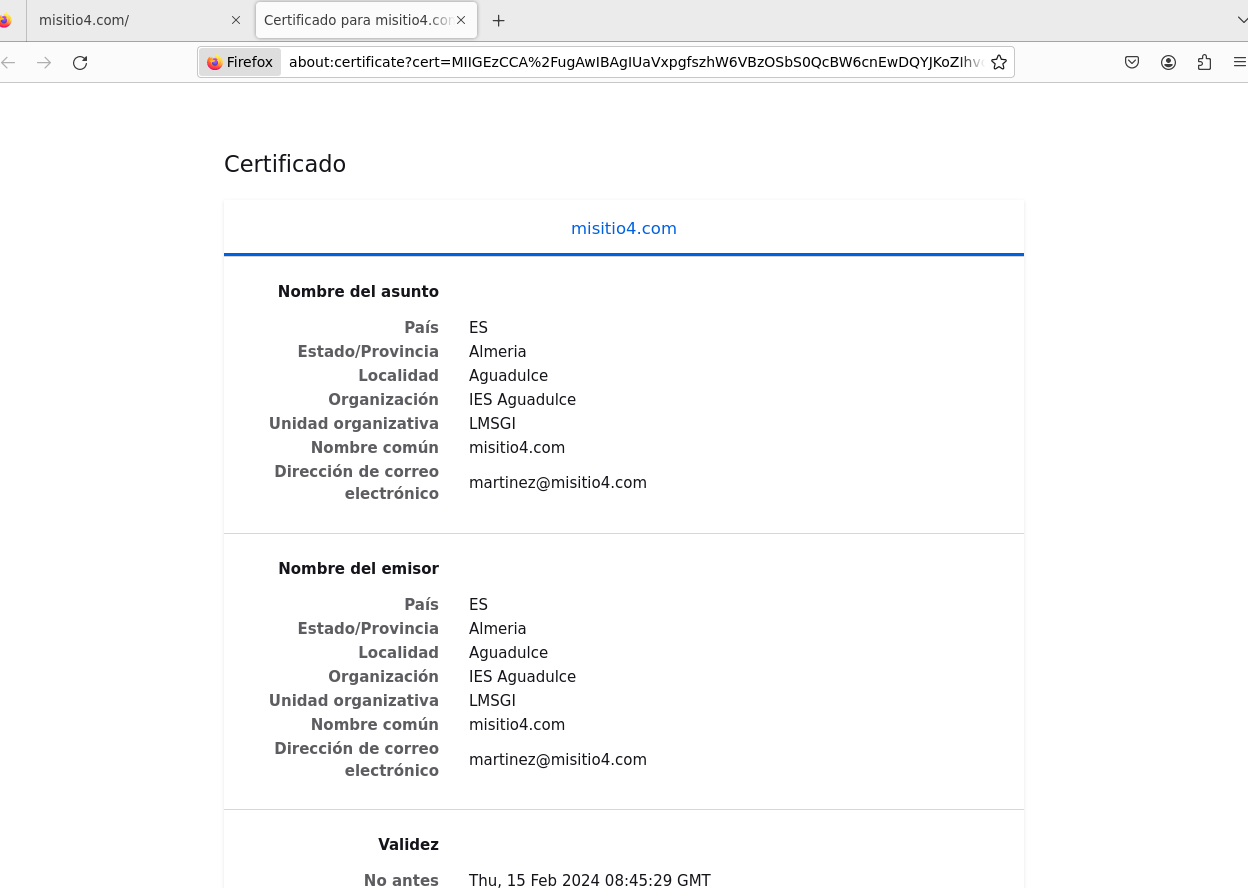 misitio4.com/
Certificado para misitio4.co
Firefox about:certificate?cert=MIIGEzCCA%2FugAwIBAgIUaVxpgfszhW6VBzOSbS0QcBW6cnEwDQYJKoZIhv
Certificado
misitio4.com
Nombre del asunto
País ES
Estado/Provincia Almeria
Localidad Aguadulce
Organización IES Aguadulce
Unidad organizativa LMSGI
Nombre común misitio4.com
Dirección de correo
electrónico martinez@misitio4.com
Nombre del emisor
País ES
Estado/Provincia Almeria
Localidad Aguadulce
Organización IES Aguadulce
Unidad organizativa LMSGI
Nombre común misitio4.com
Dirección de correo
electrónico martinez@misitio4.com
Validez
No antes Thu, 15 Feb 2024 08:45:29 GMT